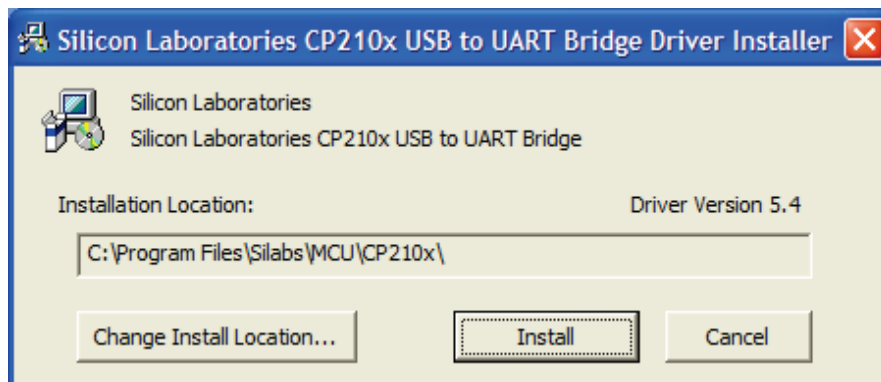 Silicon Laboratories CP210x USB to UART Bridge Driver Installer
Silicon Laboratories
Silicon Laboratories CP210x USB to UART Bridge
Installation Location:
Driver Version 5.4
C:\Program Files\Silabs\MCU\CP210x\
Change Install Location...
Install
Cancel